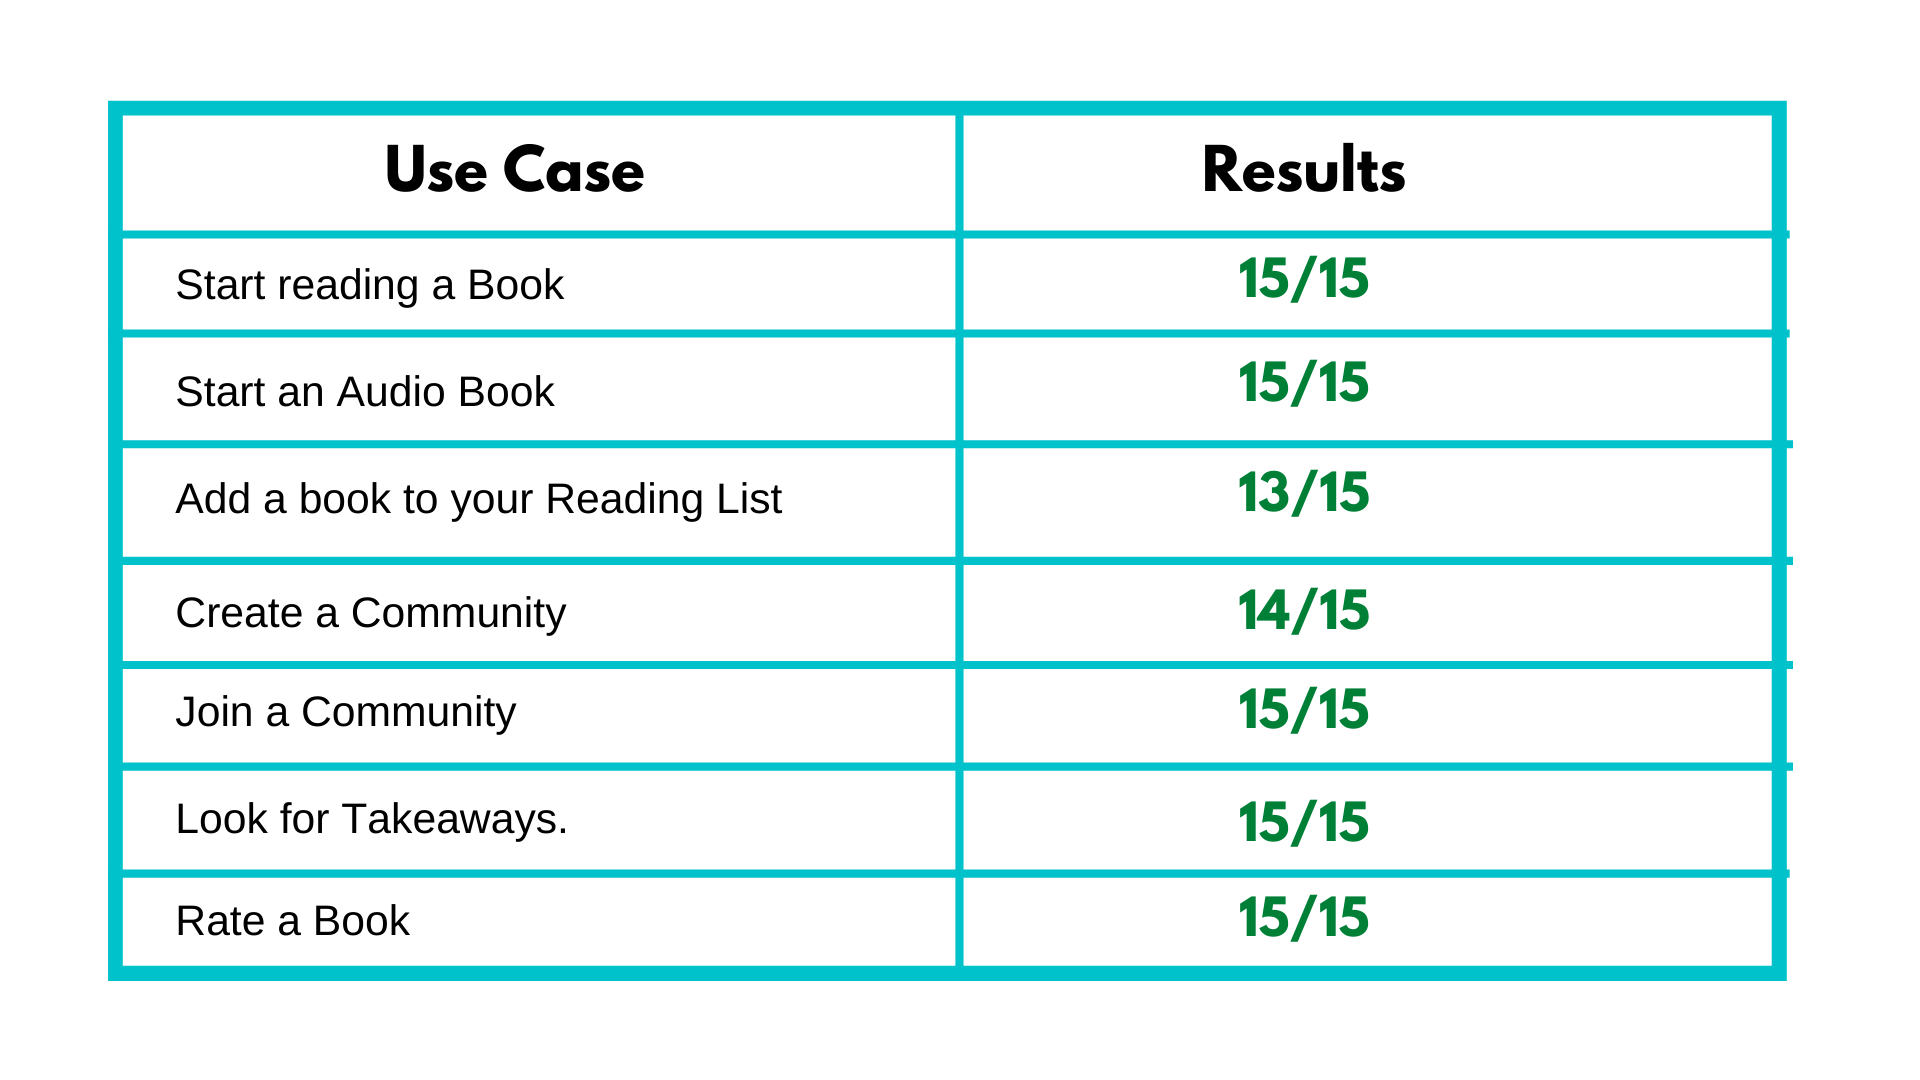 Use Case Results
Start reading a Book 15/15
Start an Audio Book 15/15
Add a book to your Reading List 13/15
Create a Community 14/15
Join a Community 15/15
Look for Takeaways. 15/15
Rate a Book 15/15